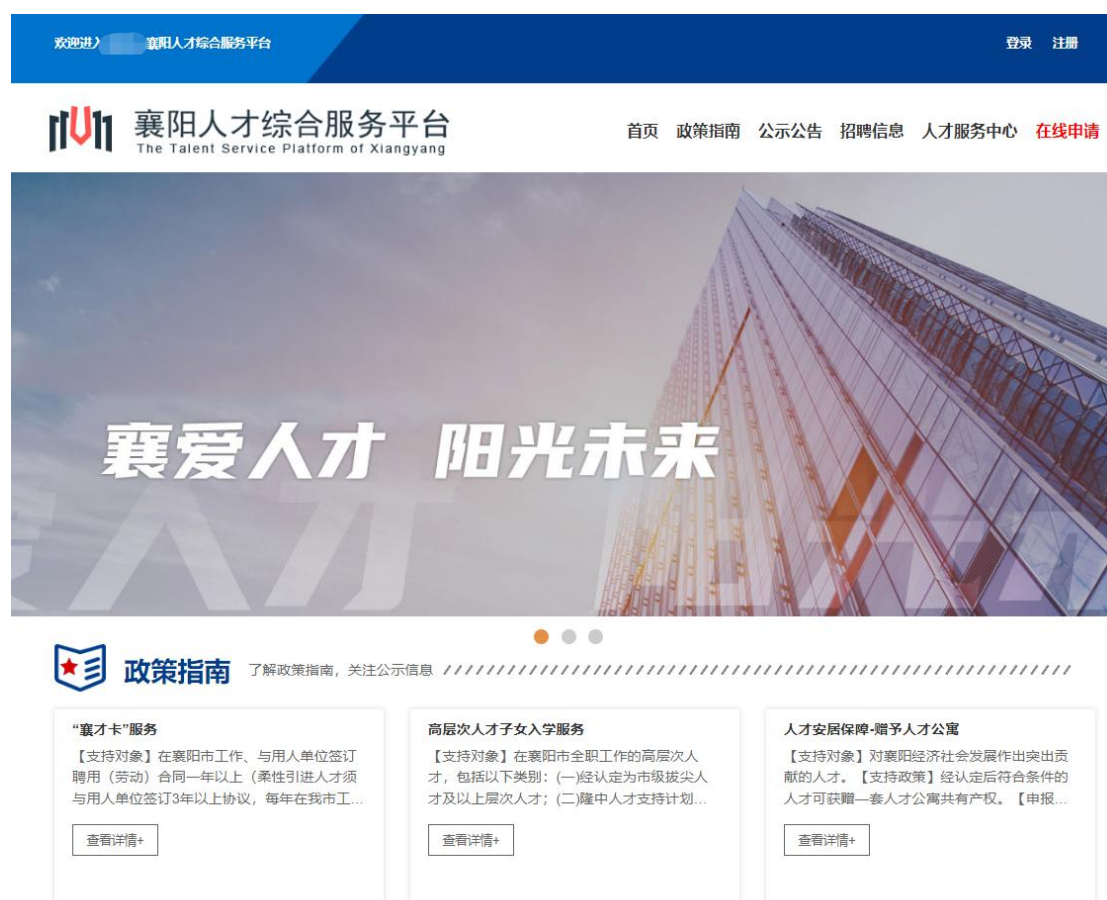 欢迎进入 襄阳人才综合服务平台
登录 注册
襄阳人才综合服务平台
The Talent Service Platform of Xiangyang
首页 政策指南 公示公告 招聘信息 人才服务中心 在线申请
襄爱人才 阳光未来
政策指南 了解政策指南，关注公示信息
“襄才卡”服务
【支持对象】在襄阳市工作、与用人单位签订
聘用（劳动）合同一年以上（柔性引进人才须
与用人单位签订3年以上协议，每年在我市工...
查看详情+
高层次人才子女入学服务
【支持对象】在襄阳市全职工作的高层次人
才，包括以下类别：(一)经认定为市级拔尖人
才及以上层次人才；(二)隆中人才支持计划...
查看详情+
人才安居保障-赠予人才公寓
【支持对象】对襄阳经济社会发展作出突出贡
献的人才。【支持政策】经认定后符合条件的
人才可获赠一套人才公寓共有产权。【申报...
查看详情+